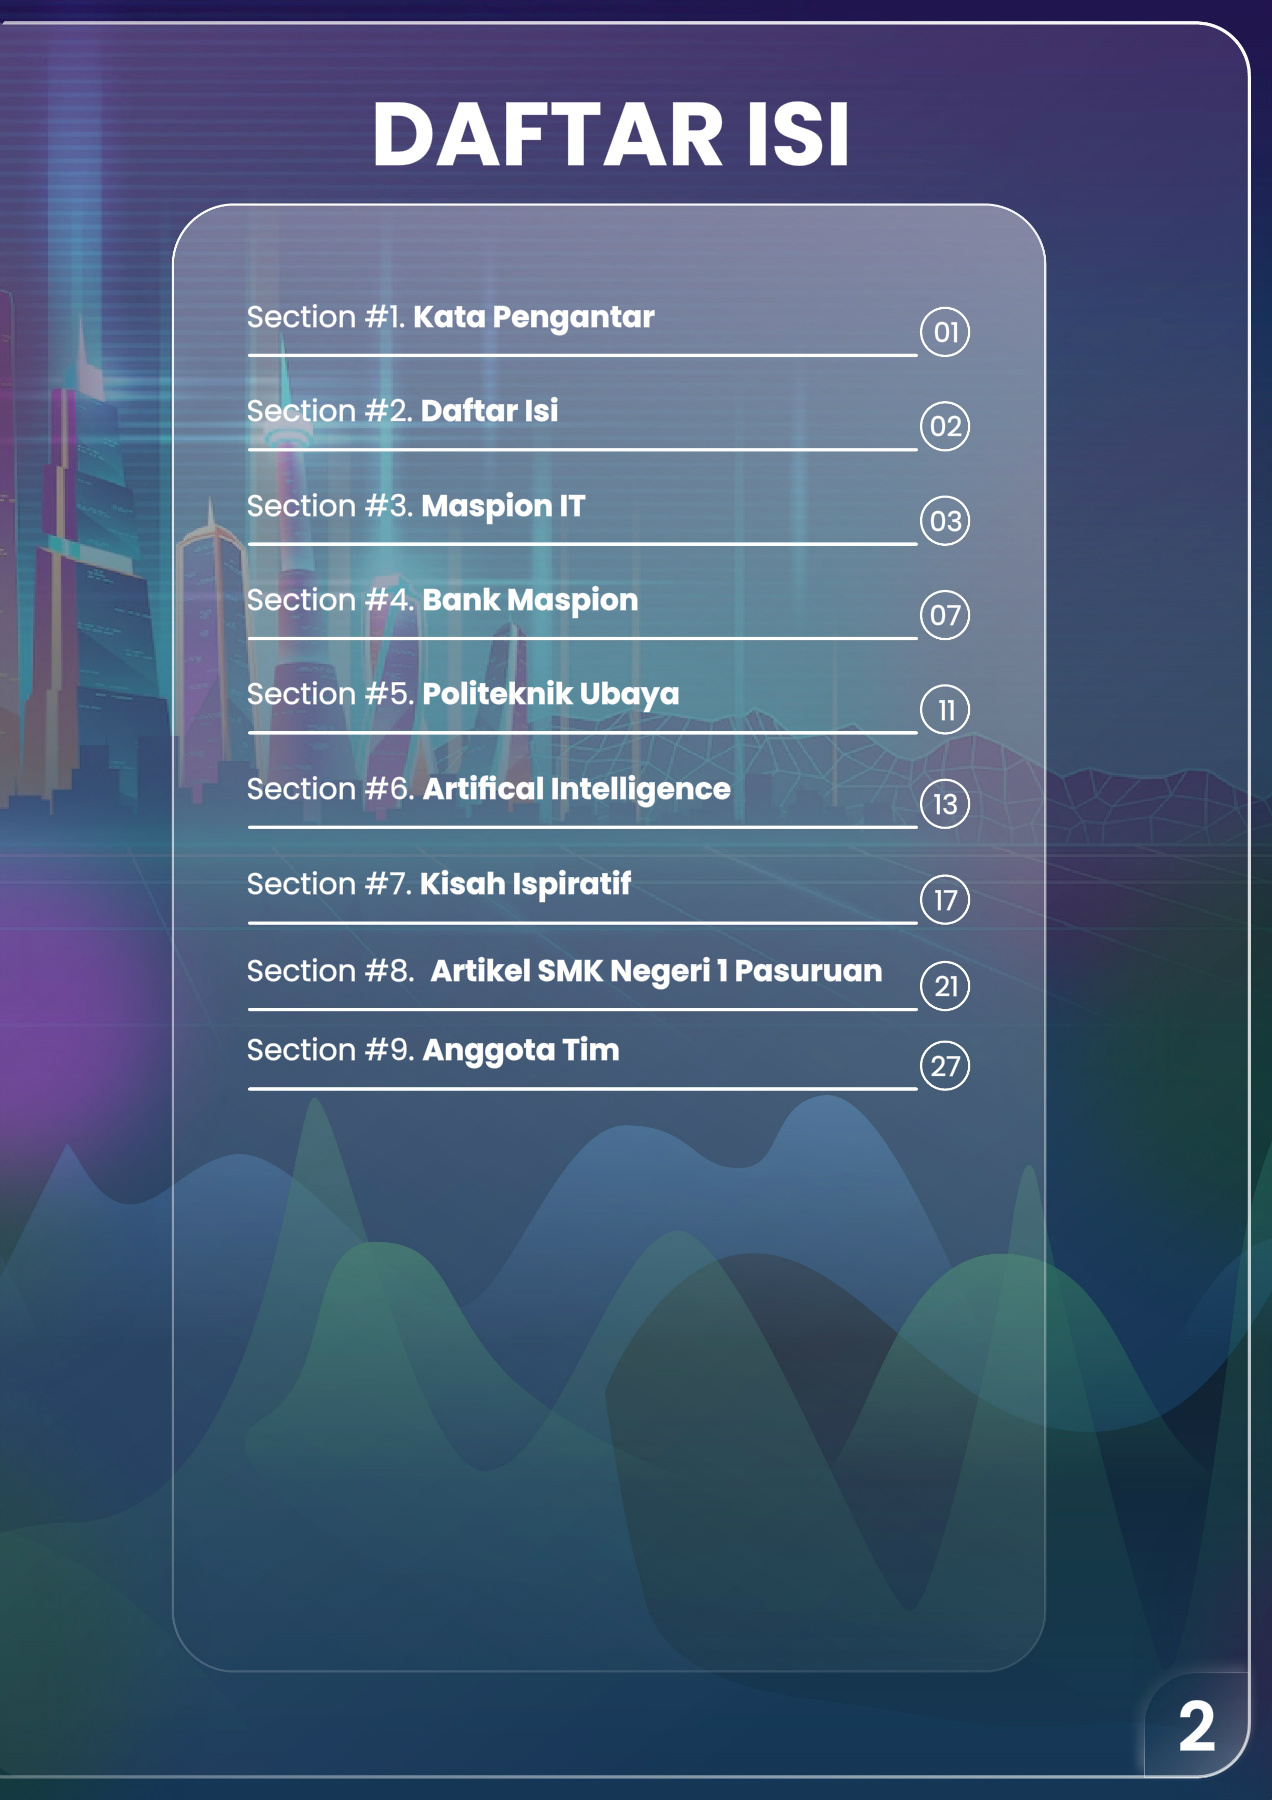 DAFTAR ISI
Section #1. Kata Pengantar 01
Section #2. Daftar Isi 02
Section #3. Maspion IT 03
Section #4. Bank Maspion 07
Section #5. Politeknik Ubaya 11
Section #6. Artifical Intelligence 13
Section #7. Kisah Ispiratif 17
Section #8. Artikel SMK Negeri 1 Pasuruan 21
Section #9. Anggota Tim 27
2